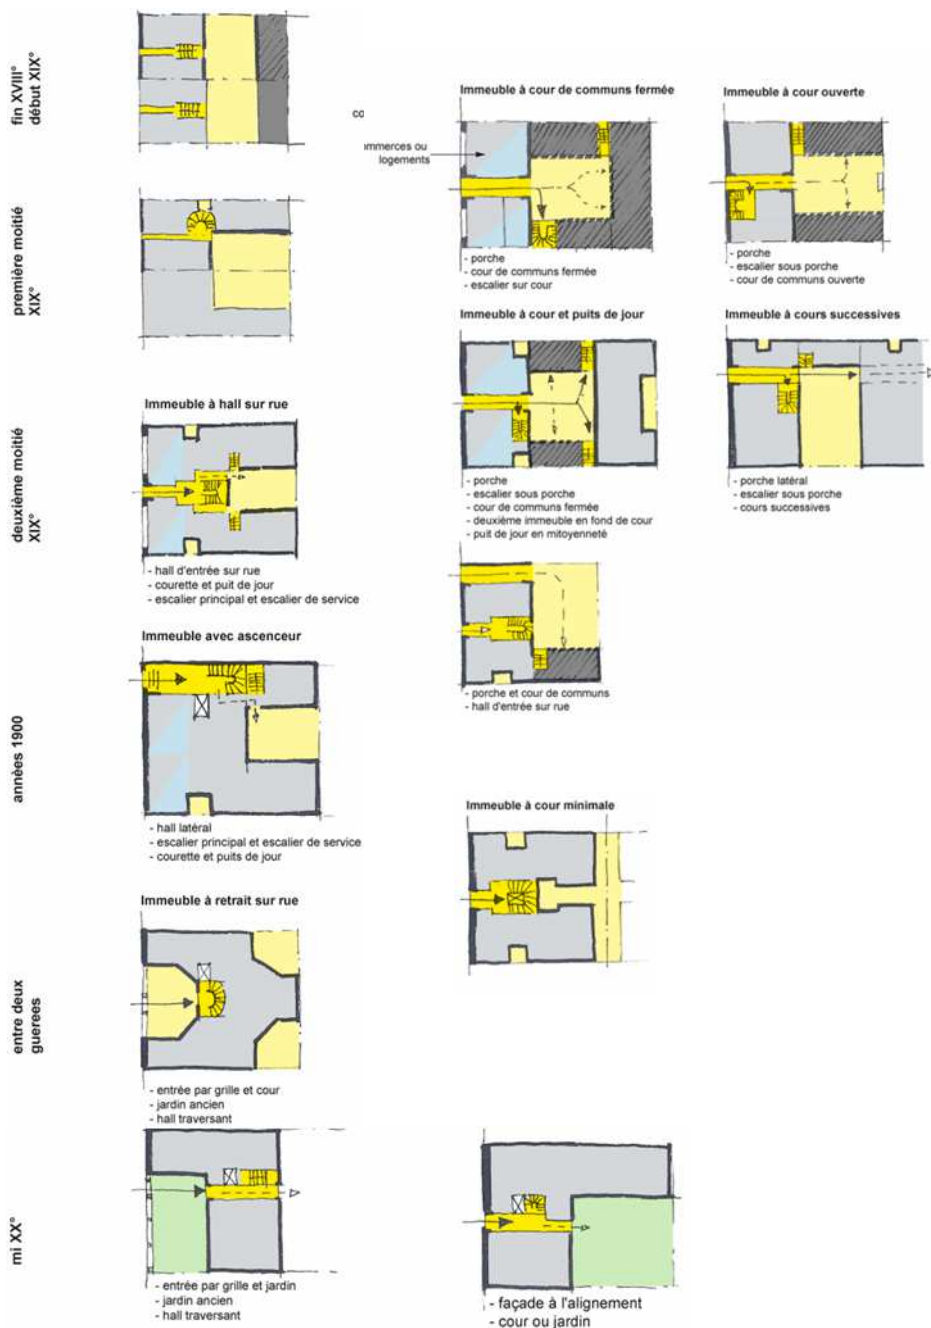 fin XVIII°
début XIX°
co
ommerces ou
logements
Immeuble à cour de communs fermée
- porche
- cour de communs fermée
- escalier sur cour
Immeuble à cour ouverte
- porche
- escalier sous porche
- cour de communs ouverte
première moitié
XIX°
Immeuble à cour et puits de jour
- porche
- escalier sous porche
- cour de communs fermée
- deuxième immeuble en fond de cour
- puit de jour en mitoyenneté
Immeuble à cours successives
- porche latéral
- escalier sous porche
- cours successives
deuxième moitié
XIX°
Immeuble à hall sur rue
- hall d'entrée sur rue
- courette et puit de jour
- escalier principal et escalier de service
- porche et cour de communs
- hall d'entrée sur rue
années 1900
Immeuble avec ascenceur
- hall latéral
- escalier principal et escalier de service
- courette et puits de jour
Immeuble à cour minimale
entre deux
guerees
Immeuble à retrait sur rue
- entrée par grille et cour
- jardin ancien
- hall traversant
mi XX°
- entrée par grille et jardin
- jardin ancien
- hall traversant
- façade à l'alignement
- cour ou jardin